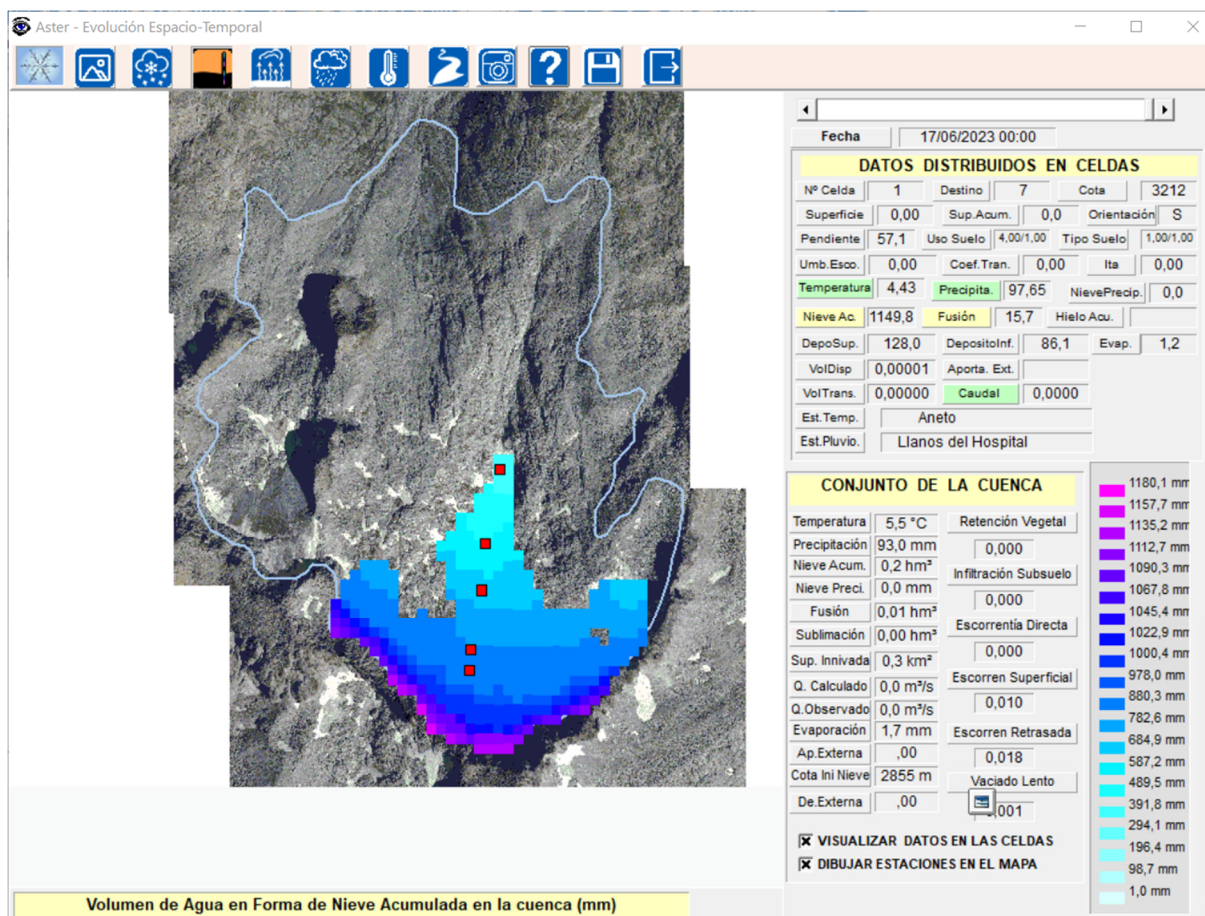 Aster - Evolución Espacio-Temporal
?
Fecha 17/06/2023 00:00
DATOS DISTRIBUIDOS EN CELDAS
Nº Celda 1 Destino 7 Cota 3212
Superficie 0,00 Sup.Acum. 0,0 Orientación S
Pendiente 57,1 Uso Suelo 4,00/1,00 Tipo Suelo 1,00/1,00
Umb.Esco. 0,00 Coef.Tran. 0,00 Ita 0,00
Temperatura 4,43 Precipita. 97,65 NievePrecip. 0,0
Nieve Ac. 1149,8 Fusión 15,7 Hielo Acu.
DepoSup. 128,0 DepositoInf. 86,1 Evap. 1,2
VolDisp 0,00001 Aporta. Ext.
VolTrans. 0,00000 Caudal 0,0000
Est.Temp. Aneto
Est.Pluvio. Llanos del Hospital
CONJUNTO DE LA CUENCA
Temperatura 5,5 °C
Precipitación 93,0 mm
Nieve Acum. 0,2 hm³
Nieve Preci. 0,0 mm
Fusión 0,01 hm³
Sublimación 0,00 hm³
Sup. Innivada 0,3 km²
Q. Calculado 0,0 m³/s
Q.Observado 0,0 m³/s
Evaporación 1,7 mm
Ap.Externa ,00
Cota Ini Nieve 2855 m
De.Externa ,00
Retención Vegetal
0,000
Infiltración Subsuelo
0,000
Escorrentía Directa
0,000
Escorren Superficial
0,010
Escorren Retrasada
0,018
Vaciado Lento
,001
VISUALIZAR DATOS EN LAS CELDAS
DIBUJAR ESTACIONES EN EL MAPA
1180,1 mm
1157,7 mm
1135,2 mm
1112,7 mm
1090,3 mm
1067,8 mm
1045,4 mm
1022,9 mm
1000,4 mm
978,0 mm
880,3 mm
782,6 mm
684,9 mm
587,2 mm
489,5 mm
391,8 mm
294,1 mm
196,4 mm
98,7 mm
1,0 mm
Volumen de Agua en Forma de Nieve Acumulada en la cuenca (mm)